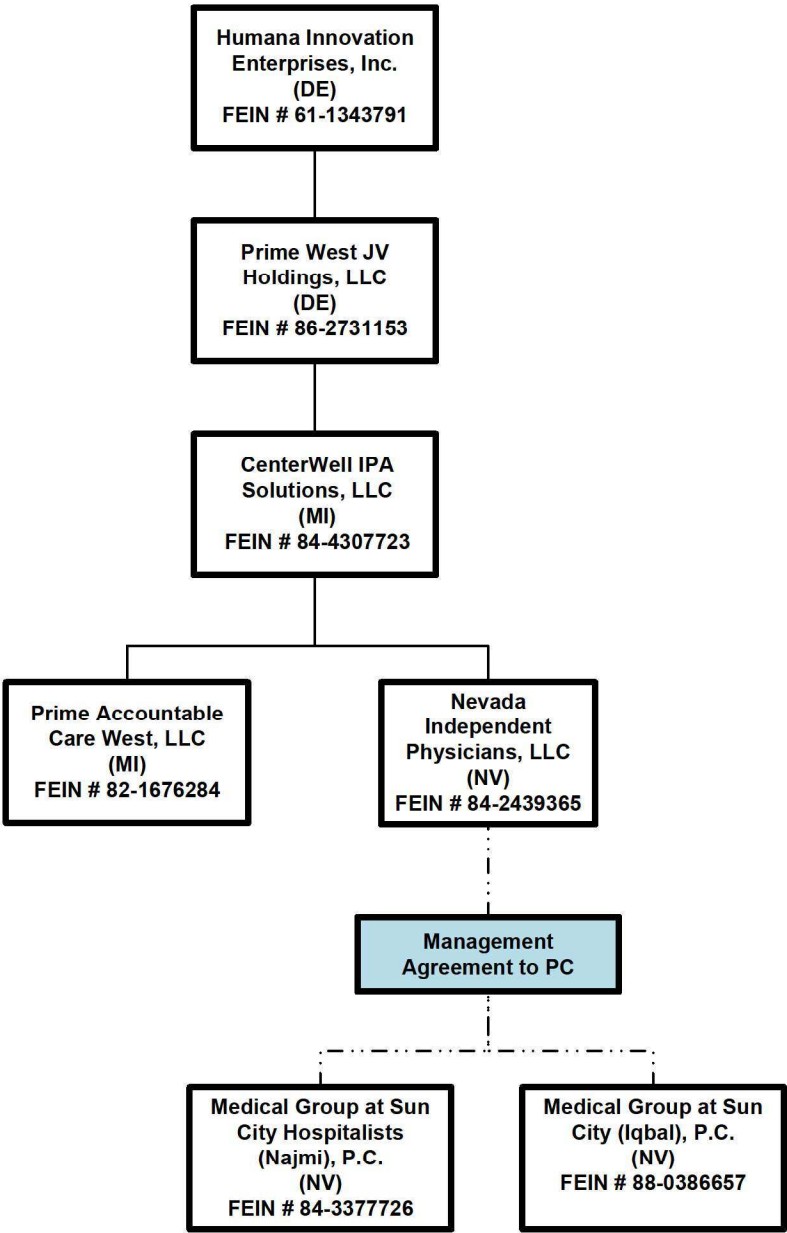 Humana Innovation
Enterprises, Inc.
(DE)
FEIN # 61-1343791
Prime West JV
Holdings, LLC
(DE)
FEIN # 86-2731153
CenterWell IPA
Solutions, LLC
(MI)
FEIN # 84-4307723
Prime Accountable
Care West, LLC
(MI)
FEIN # 82-1676284
Nevada
Independent
Physicians, LLC
(NV)
FEIN # 84-2439365
Management
Agreement to PC
Medical Group at Sun
City Hospitalists
(Najmi), P.C.
(NV)
FEIN # 84-3377726
Medical Group at Sun
City (Iqbal), P.C.
(NV)
FEIN # 88-0386657